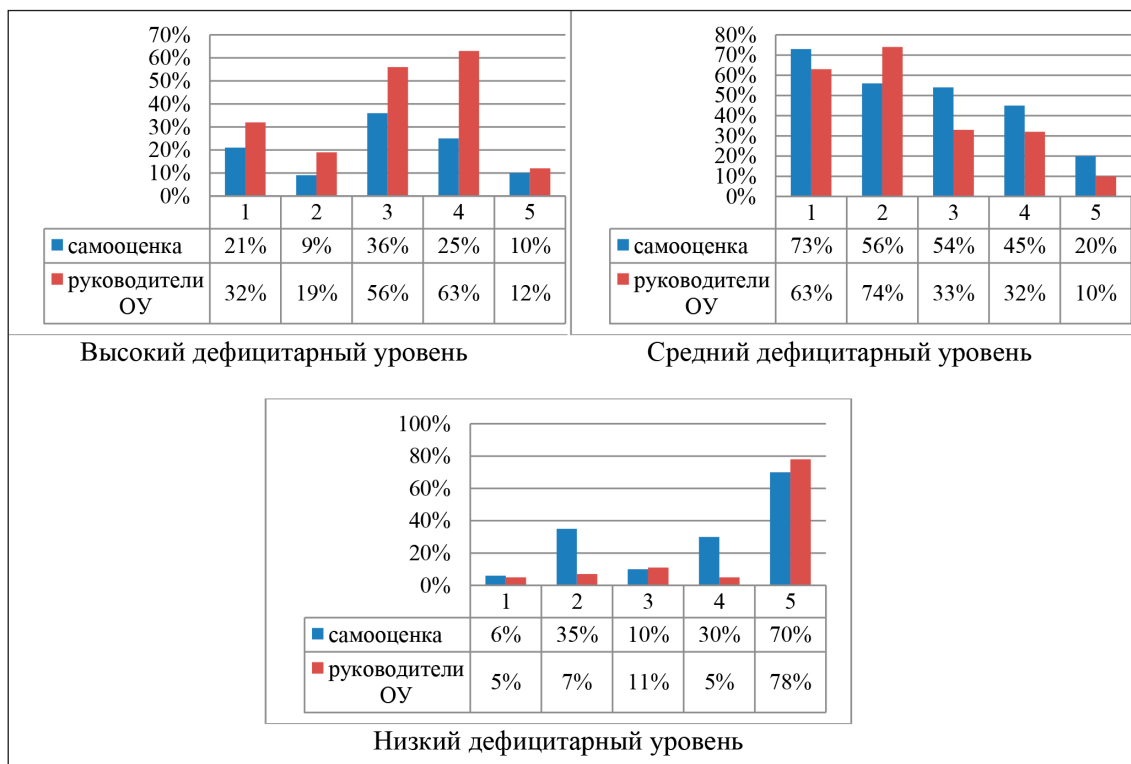 70%
60%
50%
40%
30%
20%
10%
0%
1 2 3 4 5
самооценка 21% 9% 36% 25% 10%
руководители
ОУ 32% 19% 56% 63% 12%
Высокий дефицитарный уровень
80%
70%
60%
50%
40%
30%
20%
10%
0%
1 2 3 4 5
самооценка 73% 56% 54% 45% 20%
руководители
ОУ 63% 74% 33% 32% 10%
Средний дефицитарный уровень
100%
80%
60%
40%
20%
0%
1 2 3 4 5
самооценка 6% 35% 10% 30% 70%
руководители
ОУ 5% 7% 11% 5% 78%
Низкий дефицитарный уровень